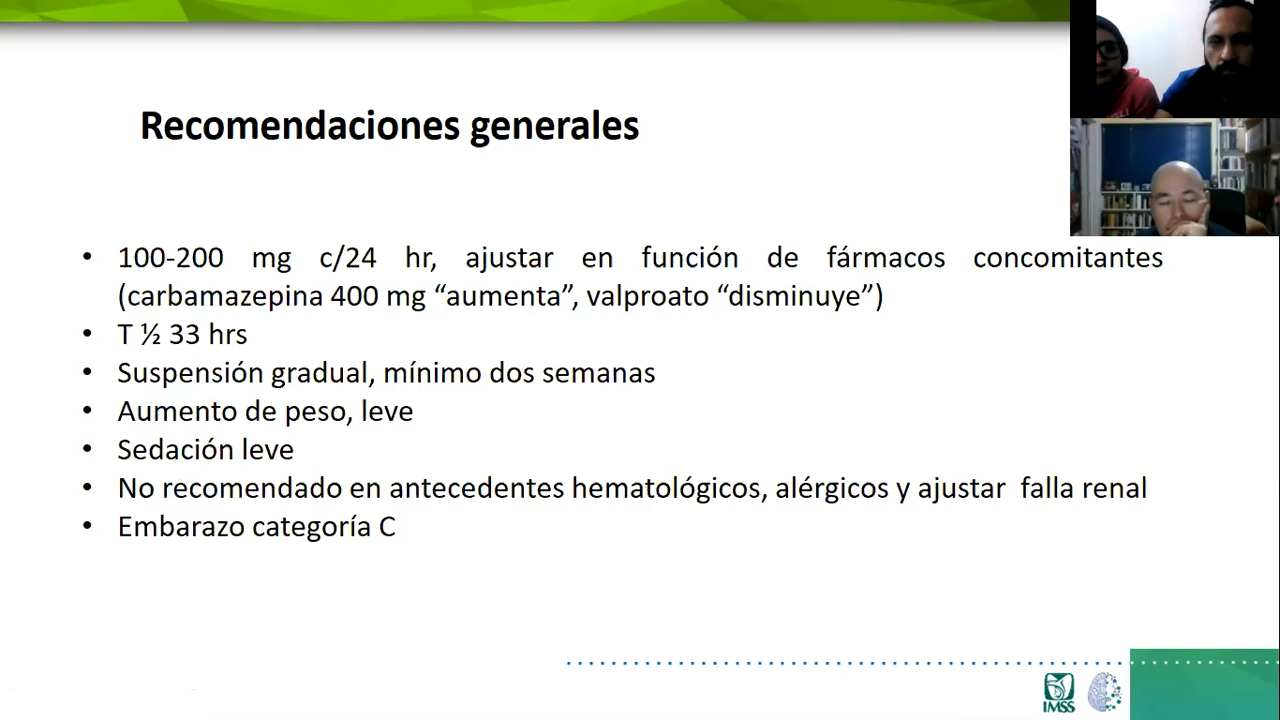 Recomendaciones generales
• 100-200 mg c/24 hr, ajustar en función de fármacos concomitantes
(carbamazepina 400 mg “aumenta”, valproato “disminuye”)
• T ½ 33 hrs
• Suspensión gradual, mínimo dos semanas
• Aumento de peso, leve
• Sedación leve
• No recomendado en antecedentes hematológicos, alérgicos y ajustar  falla renal
• Embarazo categoría C
IMSS